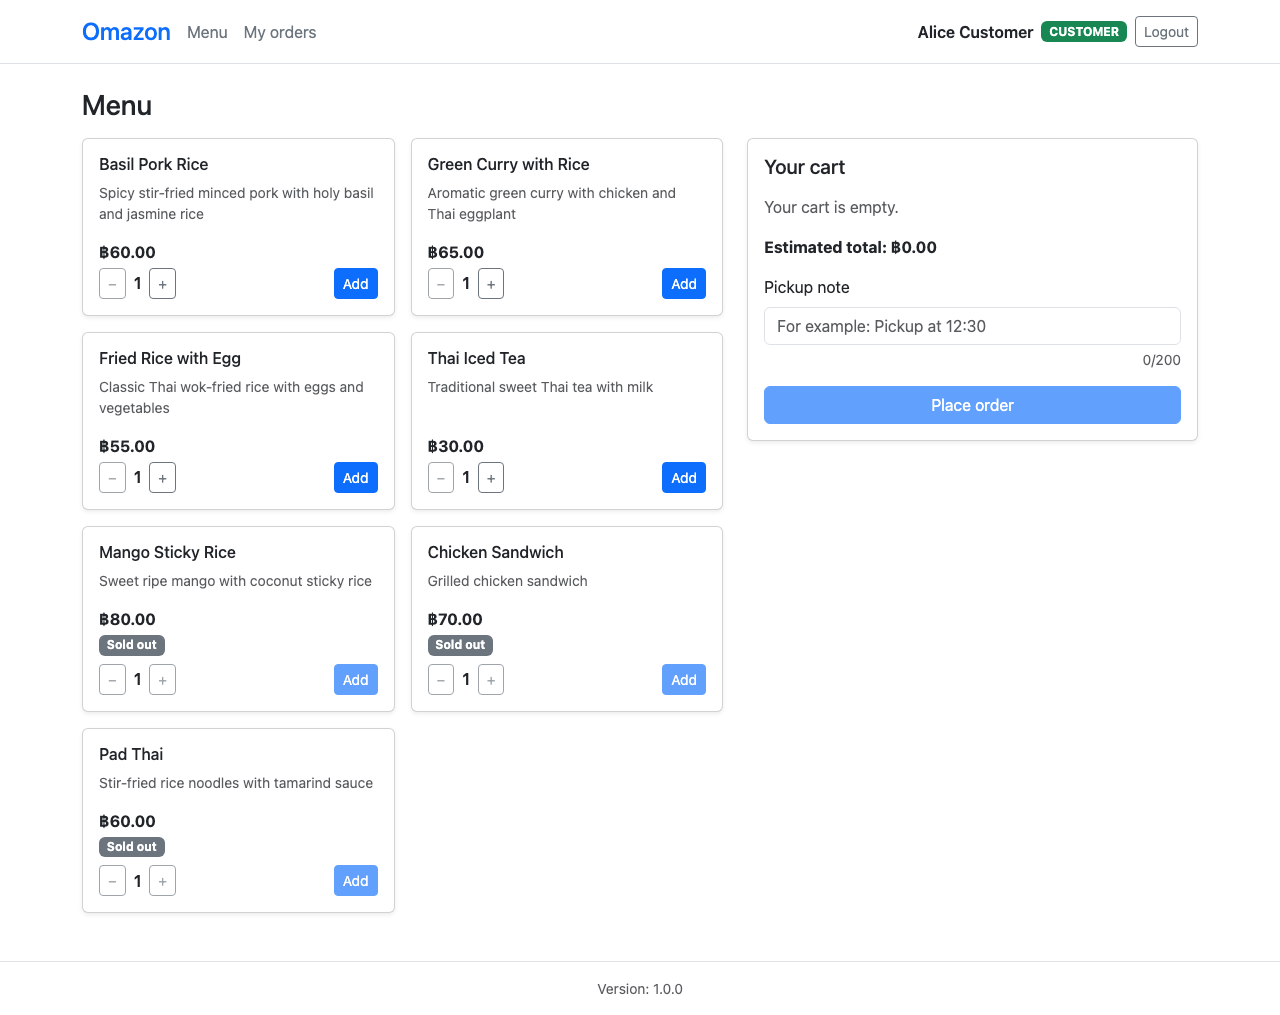 Omazon
Menu
My orders
Alice Customer
CUSTOMER
Logout
Menu
Basil Pork Rice
Spicy stir-fried minced pork with holy basil
and jasmine rice
฿60.00
− 1 +
Add
Green Curry with Rice
Aromatic green curry with chicken and
Thai eggplant
฿65.00
− 1 +
Add
Fried Rice with Egg
Classic Thai wok-fried rice with eggs and
vegetables
฿55.00
− 1 +
Add
Thai Iced Tea
Traditional sweet Thai tea with milk
฿30.00
− 1 +
Add
Mango Sticky Rice
Sweet ripe mango with coconut sticky rice
฿80.00
Sold out
− 1 +
Add
Chicken Sandwich
Grilled chicken sandwich
฿70.00
Sold out
− 1 +
Add
Pad Thai
Stir-fried rice noodles with tamarind sauce
฿60.00
Sold out
− 1 +
Add
Your cart
Your cart is empty.
Estimated total: ฿0.00
Pickup note
For example: Pickup at 12:30
0/200
Place order
Version: 1.0.0